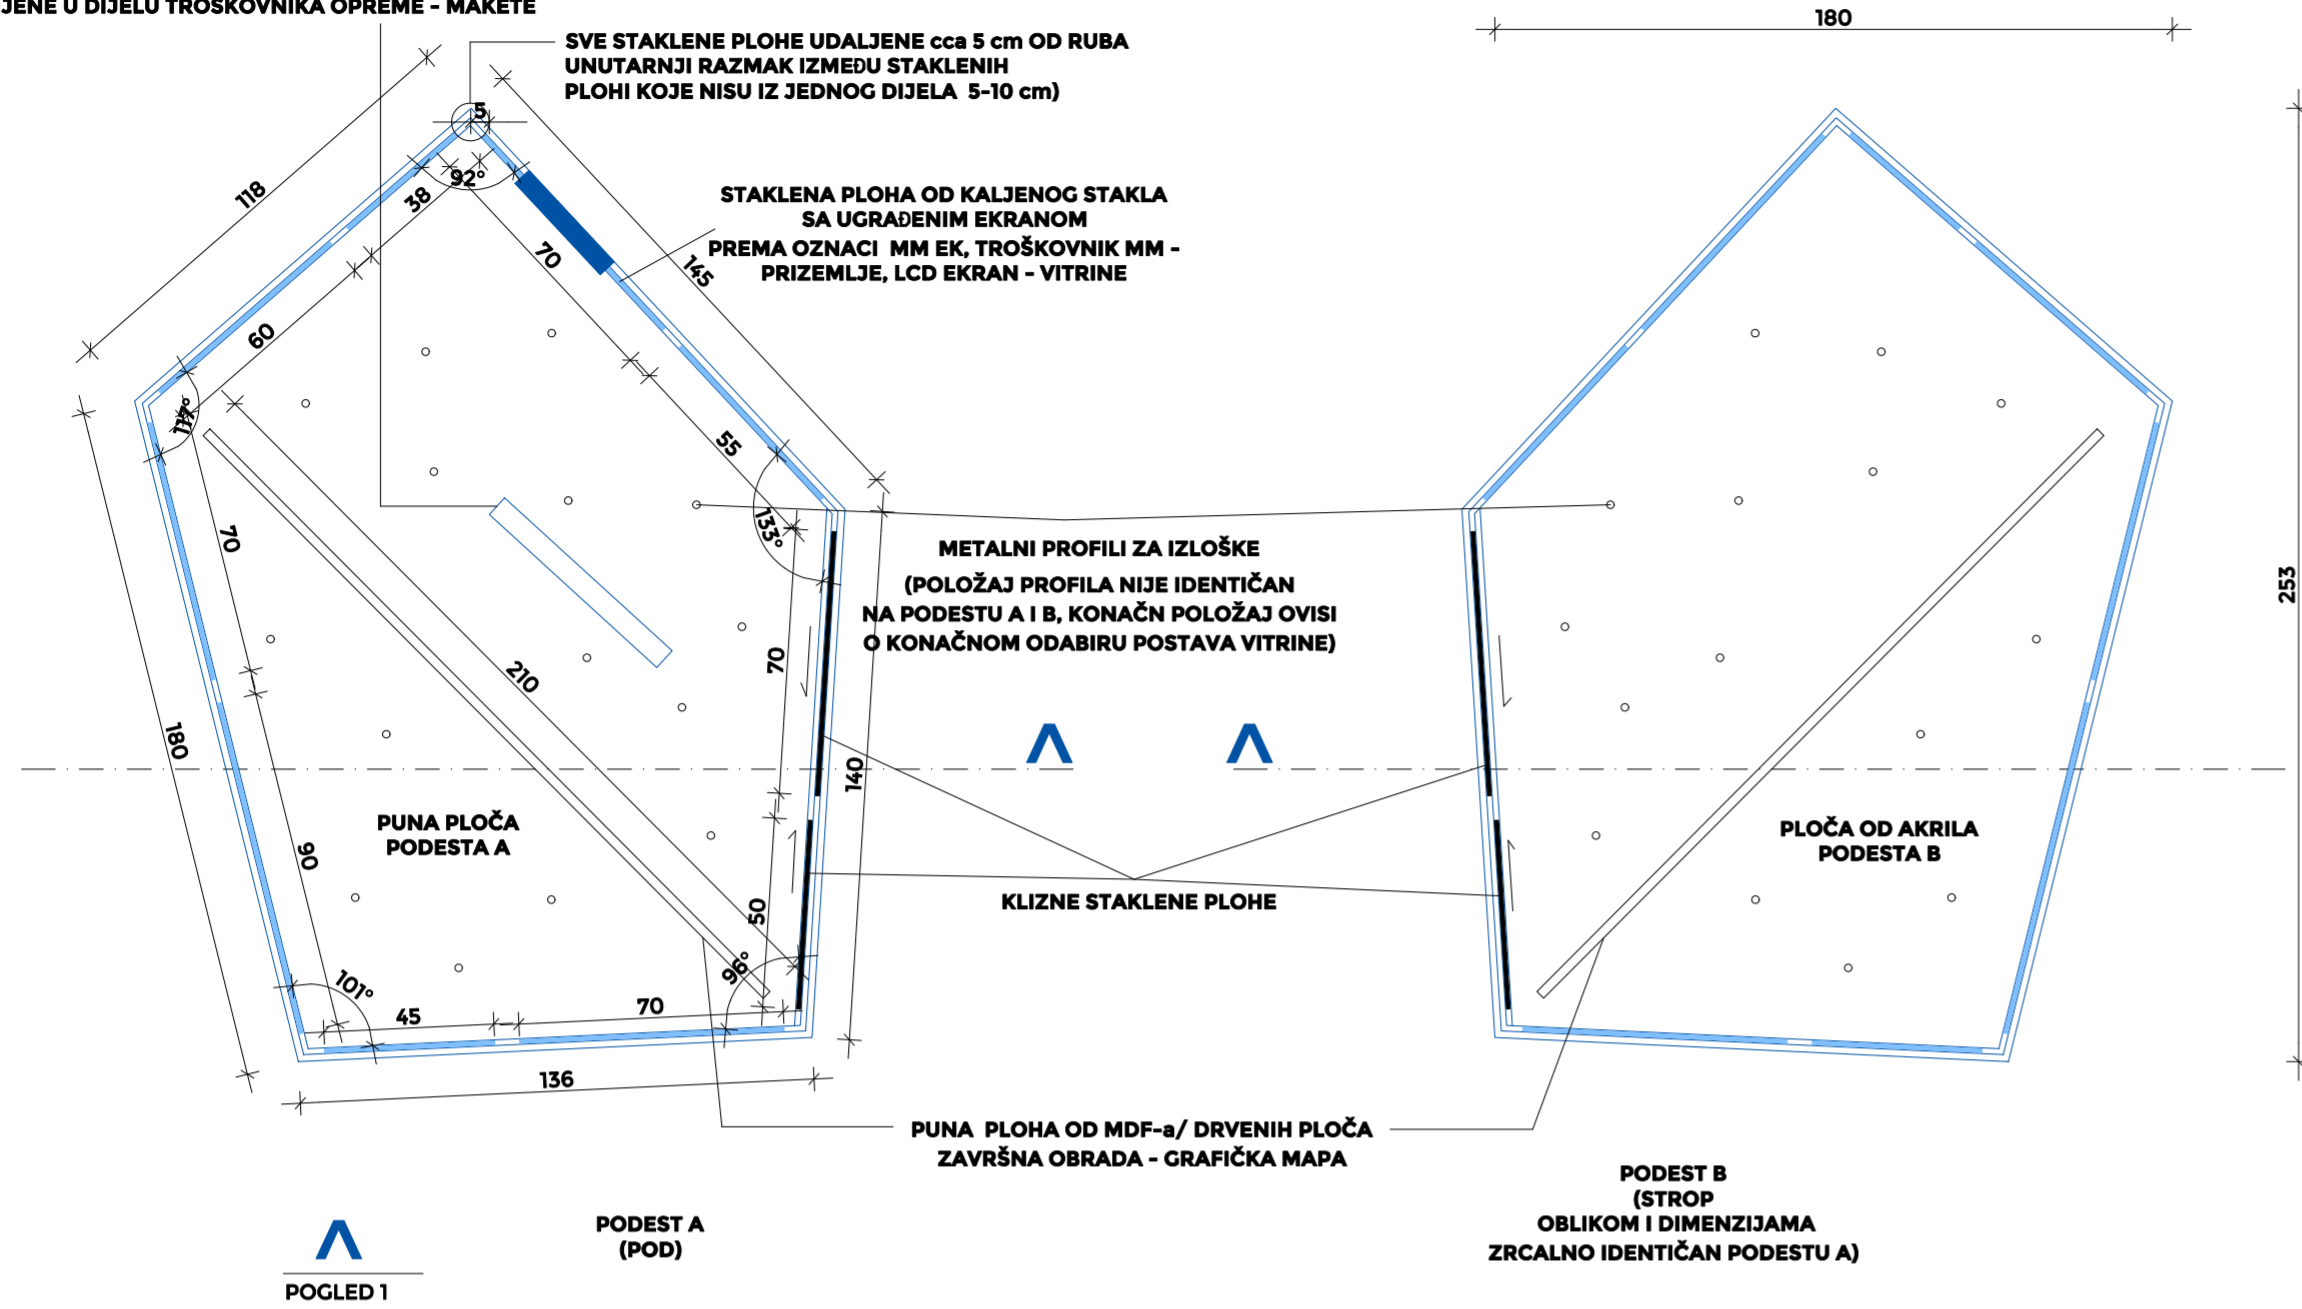 JENE U DIJELU TROŠKOVNIKA OPREME - MAKETE
SVE STAKLENE PLOHE UDALJENE cca 5 cm OD RUBA
UNUTARNJI RAZMAK IZMEĐU STAKLENIH
PLOHI KOJE NISU IZ JEDNOG DIJELA 5-10 cm)
180
5
92°
118
38
STAKLENA PLOHA OD KALJENOG STAKLA
SA UGRAĐENIM EKRANOM
PREMA OZNACI MM EK, TROŠKOVNIK MM -
PRIZEMLJE, LCD EKRAN - VITRINE
70
145
60
117°
55
133°
70
METALNI PROFILI ZA IZLOŠKE
(POLOŽAJ PROFILA NIJE IDENTIČAN
NA PODESTU A I B, KONAČN POLOŽAJ OVISI
O KONAČNOM ODABIRU POSTAVA VITRINE)
253
210
70
180
140
PUNA PLOČA
PODESTA A
90
PLOČA OD AKRILA
PODESTA B
50
KLIZNE STAKLENE PLOHE
96°
101°
45
70
136
PUNA PLOHA OD MDF-a/ DRVENIH PLOČA
ZAVRŠNA OBRADA - GRAFIČKA MAPA
PODEST A
(POD)
PODEST B
(STROP
OBLIKOM I DIMENZIJAMA
ZRCALNO IDENTIČAN PODESTU A)
POGLED 1